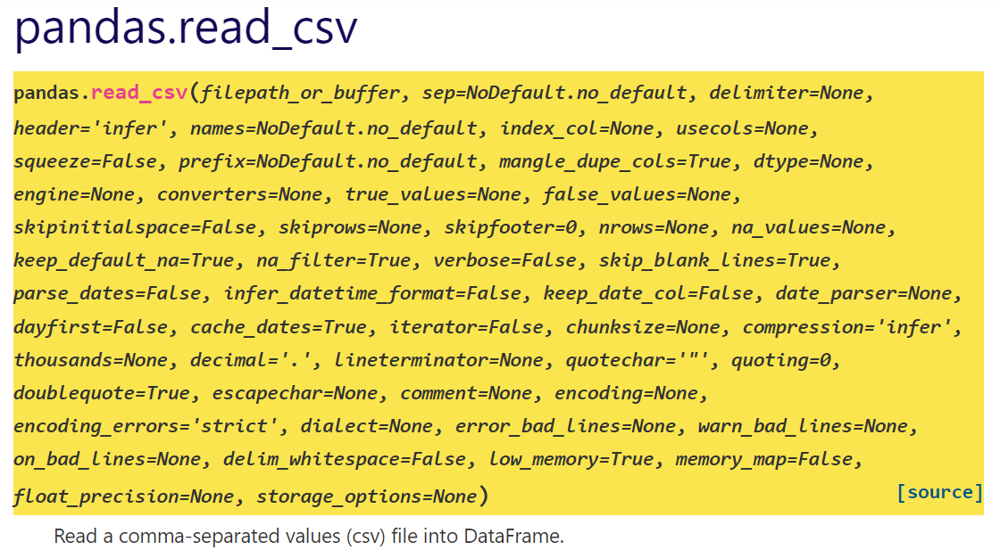 pandas.read_csv
pandas.read_csv(filepath_or_buffer, sep=NoDefault.no_default, delimiter=None,
header='infer', names=NoDefault.no_default, index_col=None, usecols=None,
squeeze=False, prefix=NoDefault.no_default, mangle_dupe_cols=True, dtype=None,
engine=None, converters=None, true_values=None, false_values=None,
skipinitialspace=False, skiprows=None, skipfooter=0, nrows=None, na_values=None,
keep_default_na=True, na_filter=True, verbose=False, skip_blank_lines=True,
parse_dates=False, infer_datetime_format=False, keep_date_col=False, date_parser=None,
dayfirst=False, cache_dates=True, iterator=False, chunksize=None, compression='infer',
thousands=None, decimal='.', lineterminator=None, quotechar='"', quoting=0,
doublequote=True, escapechar=None, comment=None, encoding=None,
encoding_errors='strict', dialect=None, error_bad_lines=None, warn_bad_lines=None,
on_bad_lines=None, delim_whitespace=False, low_memory=True, memory_map=False,
float_precision=None, storage_options=None) [source]
Read a comma-separated values (csv) file into DataFrame.